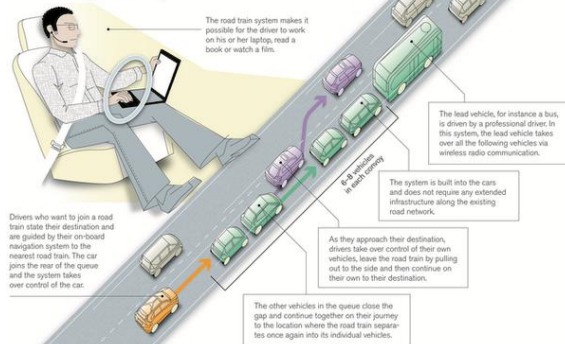 The road train system makes it
possible for the driver to work
on his or her laptop, read a
book or watch a film.
The lead vehicle, for instance a bus,
is driven by a professional driver. In
this system, the lead vehicle takes
over all the following vehicles via
wireless radio communication.
6–8 vehicles
in each convoy
The system is built into the cars
and does not require any extended
infrastructure along the existing
road network.
Drivers who want to join a road
train state their destination and
are guided by their on-board
navigation system to the
nearest road train. The car
joins the rear of the queue
and the system takes
over control of the car.
As they approach their destination,
drivers take over control of their own
vehicles, leave the road train by pulling
out to the side and then continue on
their own to their destination.
The other vehicles in the queue close the
gap and continue together on their journey
to the location where the road train separa-
tes once again into its individual vehicles.